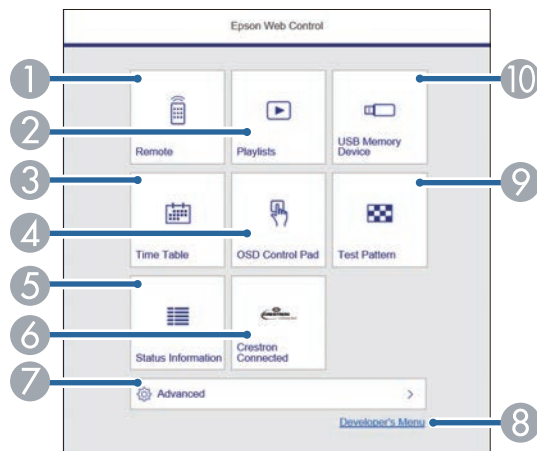 Epson Web Control
1
10
2
Remote
Playlists
USB Memory
Device
3
9
4
Time Table
OSD Control Pad
Test Pattern
5
CRESTRON
6
Status Information
Crestron
Connected
7
Advanced
>
Developer's Menu
8